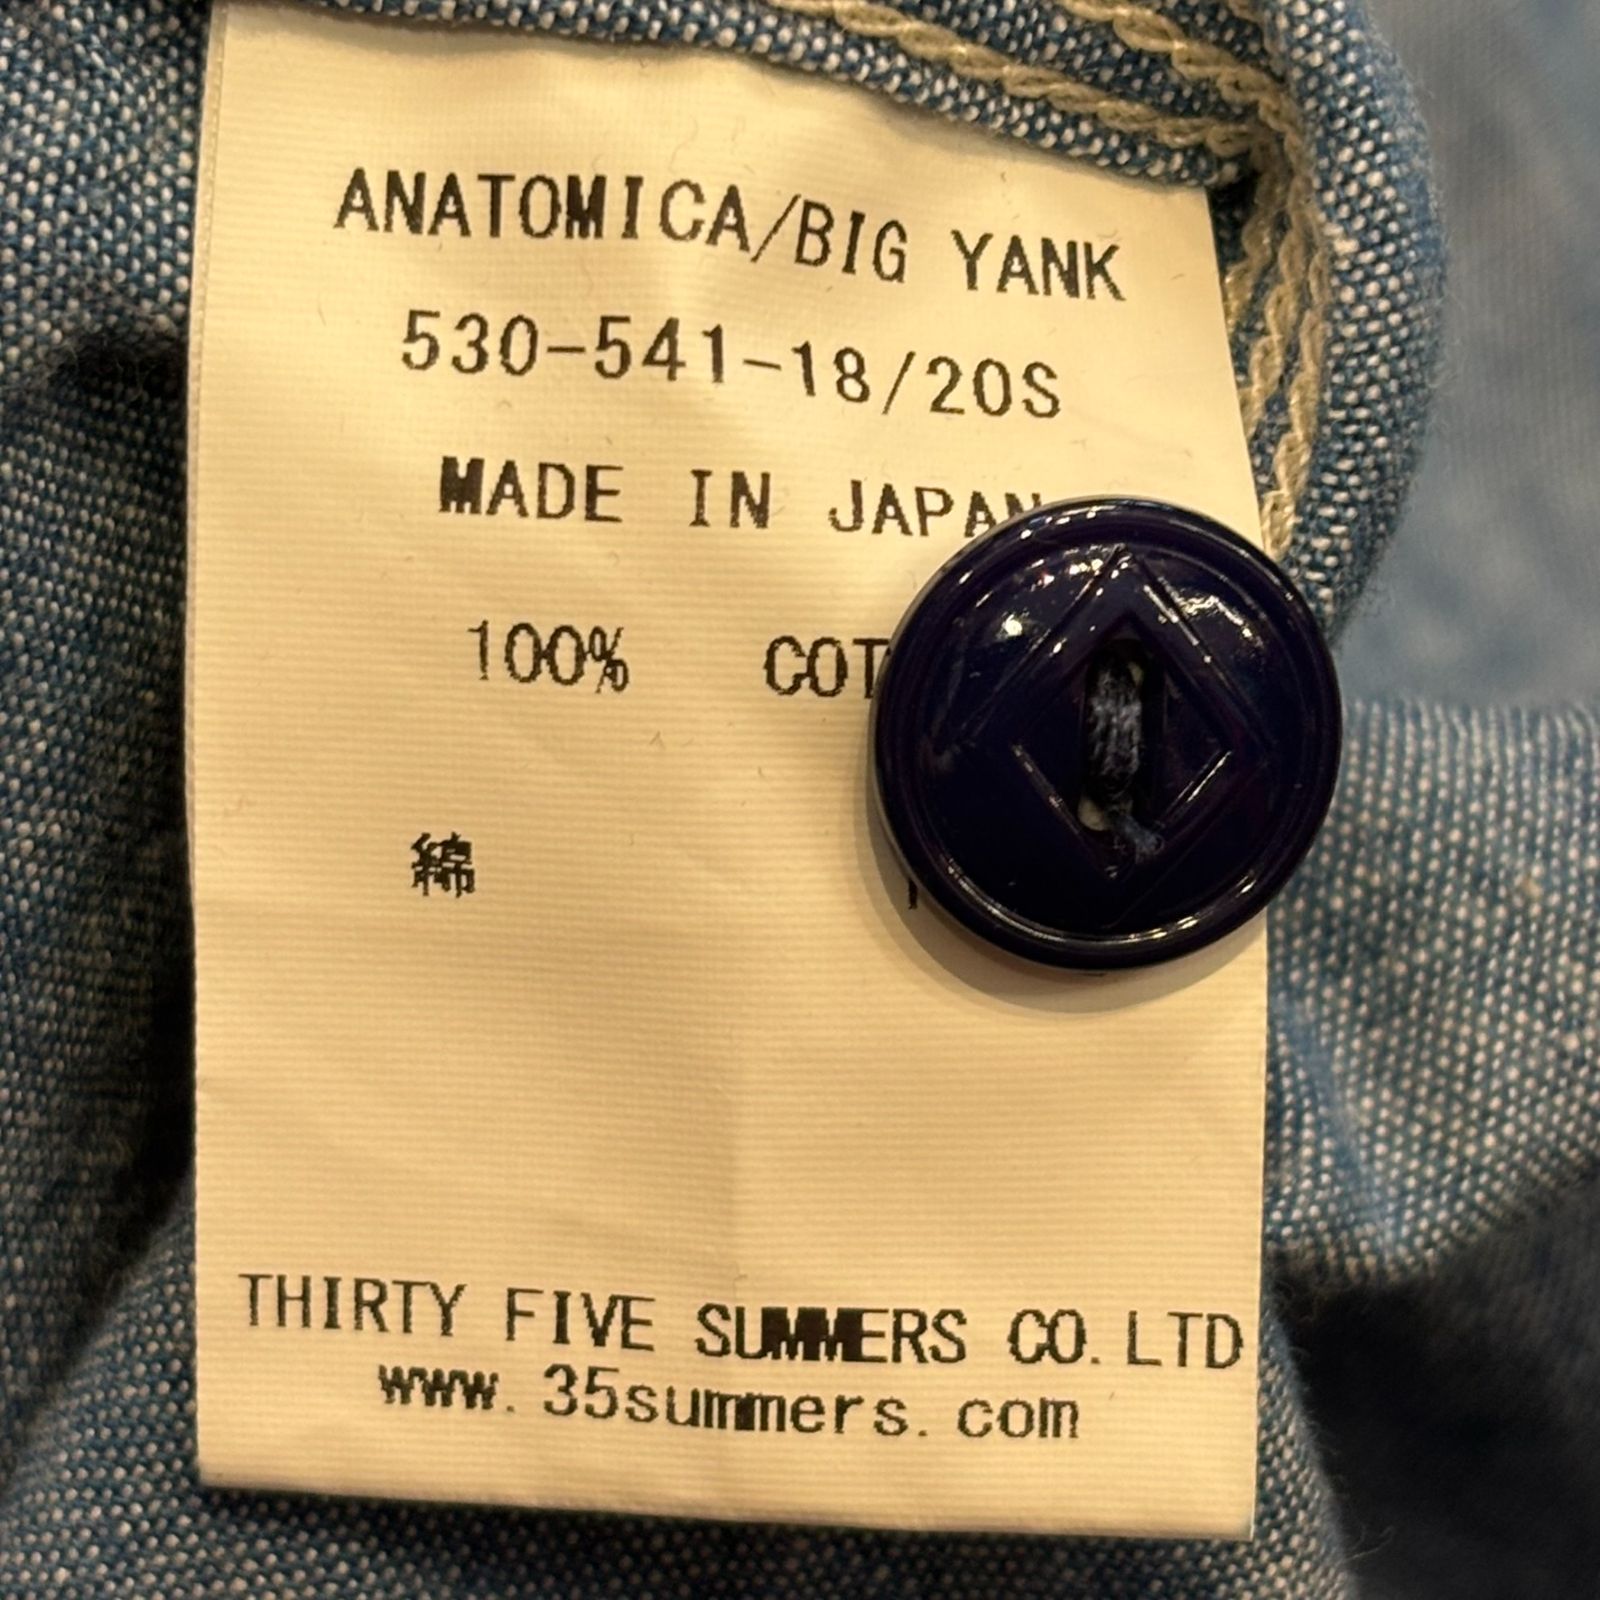 ANATOMICA/BIG YANK
530-541-18/20S
MADE IN JAPAN
100% COT
綿
THIRTY FIVE SUMMERS CO. LTD
www.35summers.com